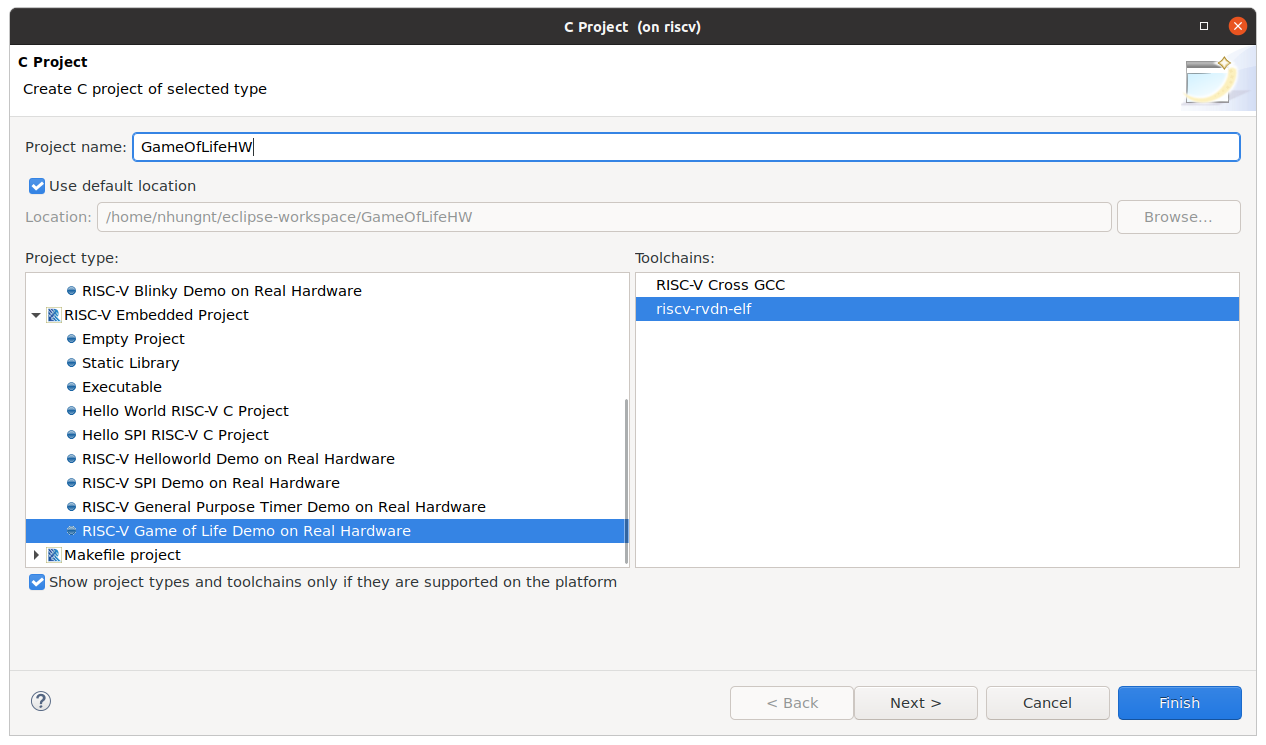 C Project (on riscv)
C Project
Create C project of selected type
Project name: GameOfLifeHW
Use default location
Location: /home/nhungnt/eclipse-workspace/GameOfLifeHW Browse...
Project type:
RISC-V Blinky Demo on Real Hardware
RISC-V Embedded Project
Empty Project
Static Library
Executable
Hello World RISC-V C Project
Hello SPI RISC-V C Project
RISC-V Helloworld Demo on Real Hardware
RISC-V SPI Demo on Real Hardware
RISC-V General Purpose Timer Demo on Real Hardware
RISC-V Game of Life Demo on Real Hardware
Makefile project
Toolchains:
RISC-V Cross GCC
riscv-rvdn-elf
Show project types and toolchains only if they are supported on the platform
? < Back Next > Cancel Finish